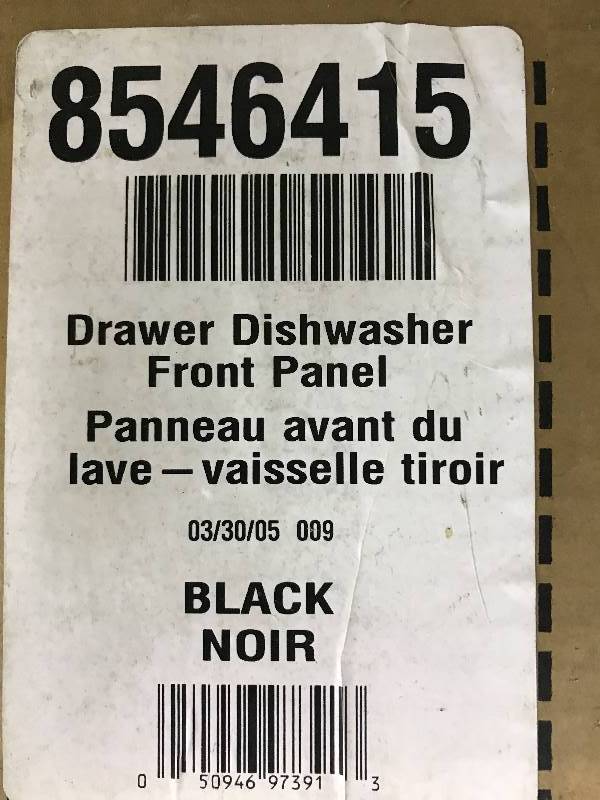 8546415
Drawer Dishwasher
Front Panel
Panneau avant du
lave — vaisselle tiroir
03/30/05 009
BLACK
NOIR
0 50946 97391 3